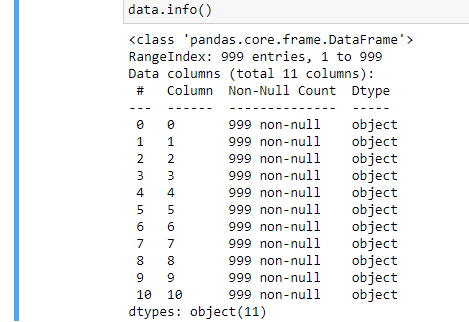 data.info()
<class 'pandas.core.frame.DataFrame'>
RangeIndex: 999 entries, 1 to 999
Data columns (total 11 columns):
 #   Column  Non-Null Count  Dtype
---  ------  --------------  -----
 0   0       999 non-null    object
 1   1       999 non-null    object
 2   2       999 non-null    object
 3   3       999 non-null    object
 4   4       999 non-null    object
 5   5       999 non-null    object
 6   6       999 non-null    object
 7   7       999 non-null    object
 8   8       999 non-null    object
 9   9       999 non-null    object
 10  10      999 non-null    object
dtypes: object(11)